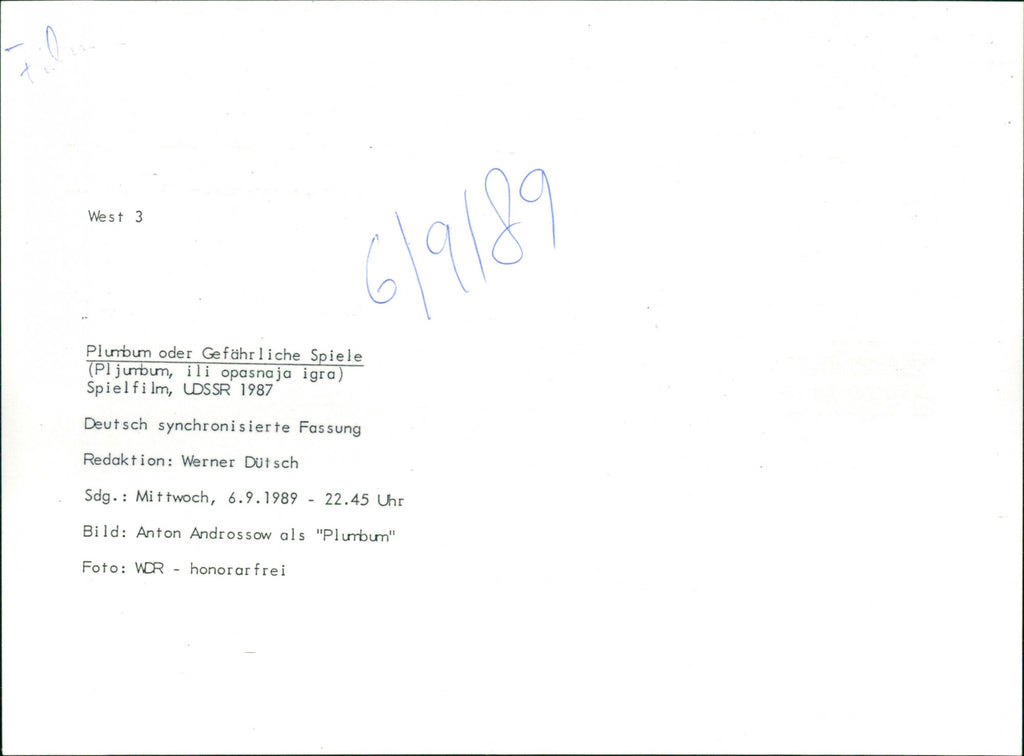 Film
West 3
6/9/89
Plumbum oder Gefährliche Spiele
(Pljumbum, ili opasnaja igra)
Spielfilm, UDSSR 1987
Deutsch synchronisierte Fassung
Redaktion: Werner Dütsch
Sdg.: Mittwoch, 6.9.1989 - 22.45 Uhr
Bild: Anton Androssow als "Plumbum"
Foto: WDR - honorarfrei